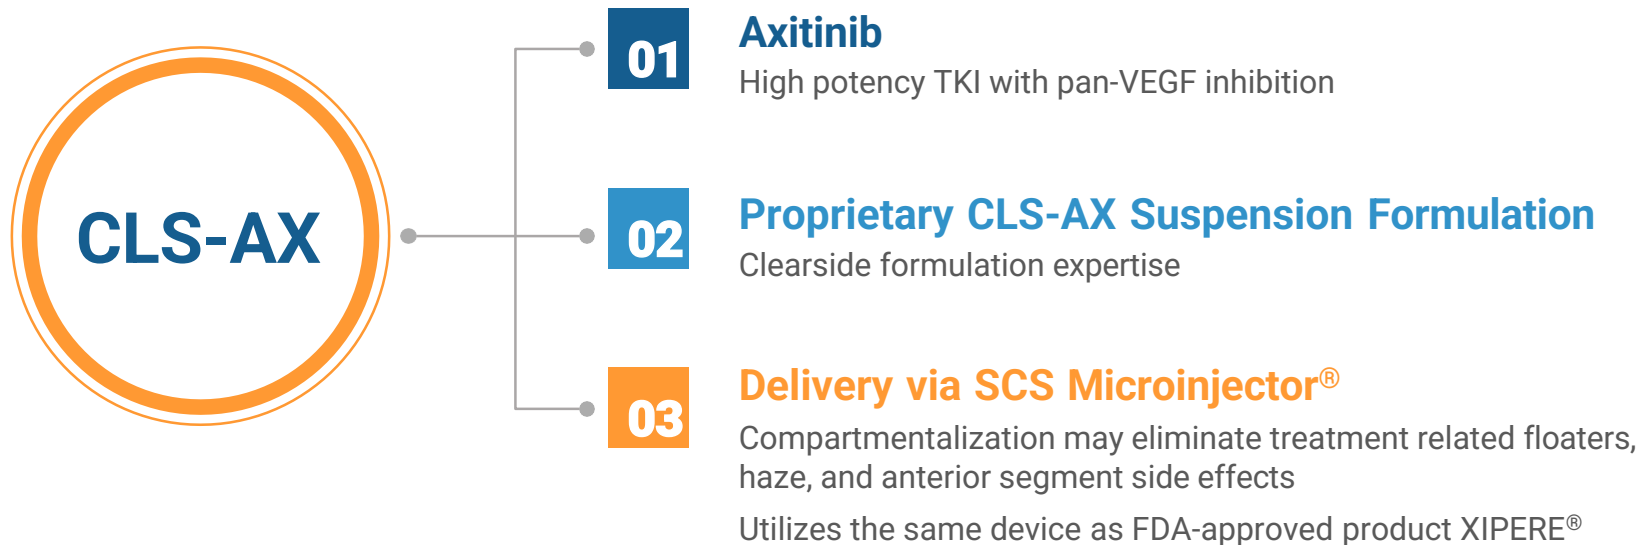 CLS-AX
01
Axitinib
High potency TKI with pan-VEGF inhibition
02
Proprietary CLS-AX Suspension Formulation
Clearside formulation expertise
03
Delivery via SCS Microinjector®
Compartmentalization may eliminate treatment related floaters,
haze, and anterior segment side effects
Utilizes the same device as FDA-approved product XIPERE®